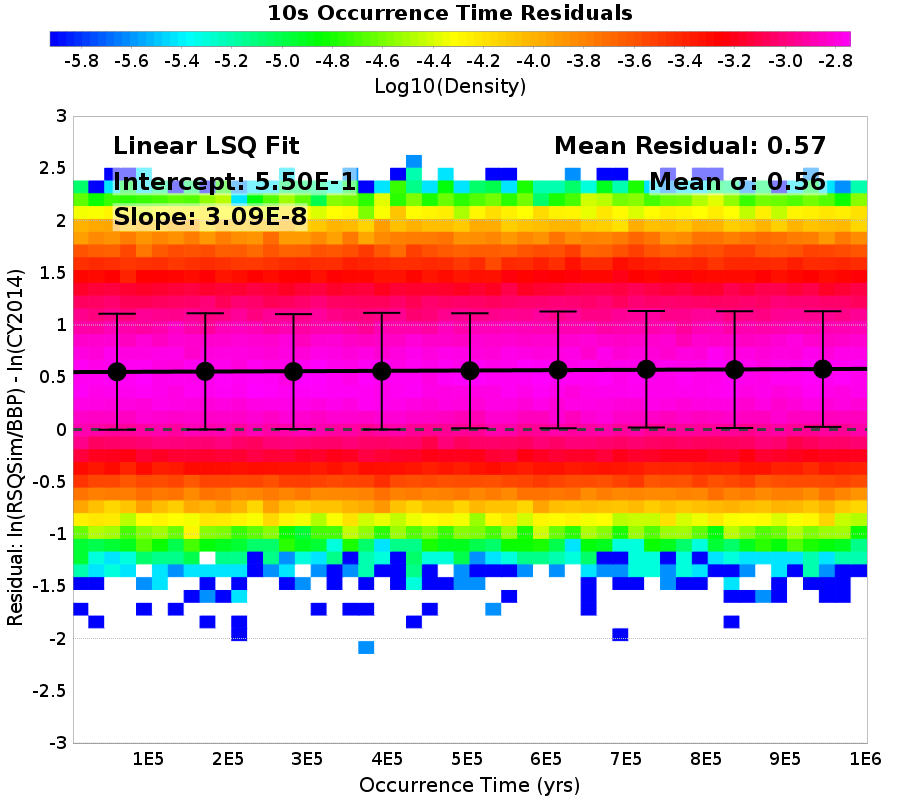 10s Occurrence Time Residuals
-5.8 -5.6 -5.4 -5.2 -5.0 -4.8 -4.6 -4.4 -4.2 -4.0 -3.8 -3.6 -3.4 -3.2 -3.0 -2.8
Log10(Density)
Linear LSQ Fit
Intercept: 5.50E-1
Slope: 3.09E-8
Mean Residual: 0.57
Mean σ: 0.56
Residual: ln(RSQSim/BBP) - ln(CY2014)
3
2.5
2
1.5
1
0.5
0
-0.5
-1
-1.5
-2
-2.5
-3
1E5 2E5 3E5 4E5 5E5 6E5 7E5 8E5 9E5 1E6
Occurrence Time (yrs)